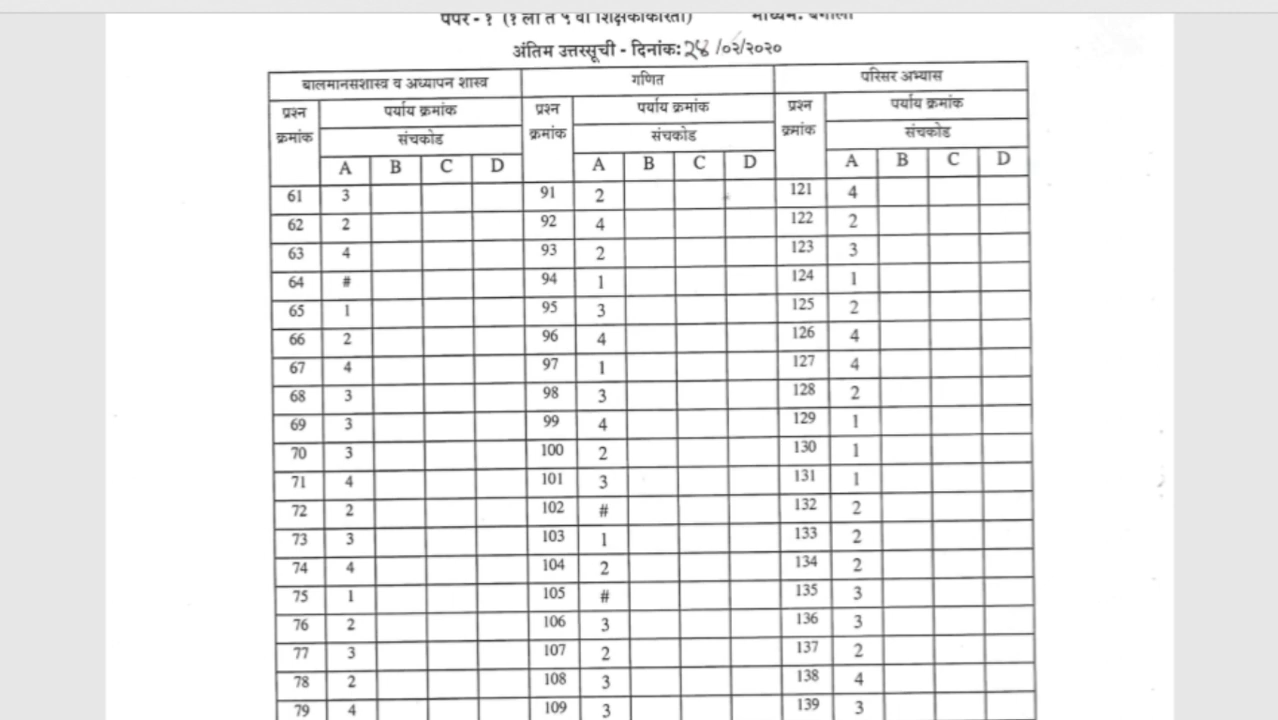 पेपर - १ (१ ली ते ५ वी शिक्षकांकरिता) माध्यम: बंगाली
अंतिम उत्तरसूची - दिनांक: २४/०२/२०२०
बालमानसशास्त्र व अध्यापन शास्त्र गणित परिसर अभ्यास
प्रश्न क्रमांक पर्याय क्रमांक प्रश्न क्रमांक पर्याय क्रमांक प्रश्न क्रमांक पर्याय क्रमांक
संचकोड संचकोड संचकोड
A B C D A B C D A B C D
61 3 91 2 121 4
62 2 92 4 122 2
63 4 93 2 123 3
64 # 94 1 124 1
65 1 95 3 125 2
66 2 96 4 126 4
67 4 97 1 127 4
68 3 98 3 128 2
69 3 99 4 129 1
70 3 100 2 130 1
71 4 101 3 131 1
72 2 102 # 132 2
73 3 103 1 133 2
74 4 104 2 134 2
75 1 105 # 135 3
76 2 106 3 136 3
77 3 107 2 137 2
78 2 108 3 138 4
79 4 109 3 139 3